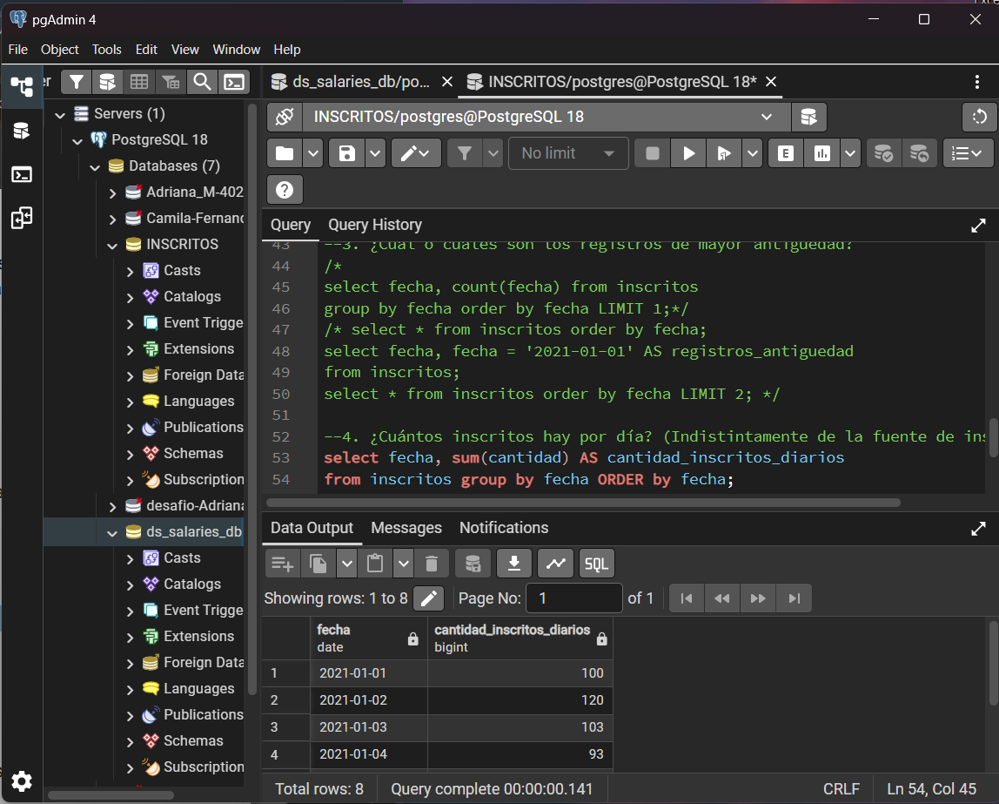 pgAdmin 4
File Object Tools Edit View Window Help
er
ds_salaries_db/po...
INSCRITOS/postgres@PostgreSQL 18*
Servers (1)
PostgreSQL 18
Databases (7)
Adriana_M-402
Camila-Fernanc
INSCRITOS
Casts
Catalogs
Event Trigge
Extensions
Foreign Data
Languages
Publications
Schemas
Subscription
desafio-Adriana
ds_salaries_db
Casts
Catalogs
Event Trigge
Extensions
Foreign Data
Languages
Publications
Schemas
Subscription
INSCRITOS/postgres@PostgreSQL 18
No limit
E
Query Query History
43 --3. ¿Cuál o cuáles son los registros de mayor antigüedad?
44 /*
45 select fecha, count(fecha) from inscritos
46 group by fecha order by fecha LIMIT 1;*/
47 /* select * from inscritos order by fecha;
48 select fecha, fecha = '2021-01-01' AS registros_antiguedad
49 from inscritos;
50 select * from inscritos order by fecha LIMIT 2; */
51
52 --4. ¿Cuántos inscritos hay por día? (Indistintamente de la fuente de ins
53 select fecha, sum(cantidad) AS cantidad_inscritos_diarios
54 from inscritos group by fecha ORDER by fecha;
Data Output Messages Notifications
SQL
Showing rows: 1 to 8 Page No: 1 of 1
fecha cantidad_inscritos_diarios
date bigint
1 2021-01-01 100
2 2021-01-02 120
3 2021-01-03 103
4 2021-01-04 93
Total rows: 8 Query complete 00:00:00.141 CRLF Ln 54, Col 45